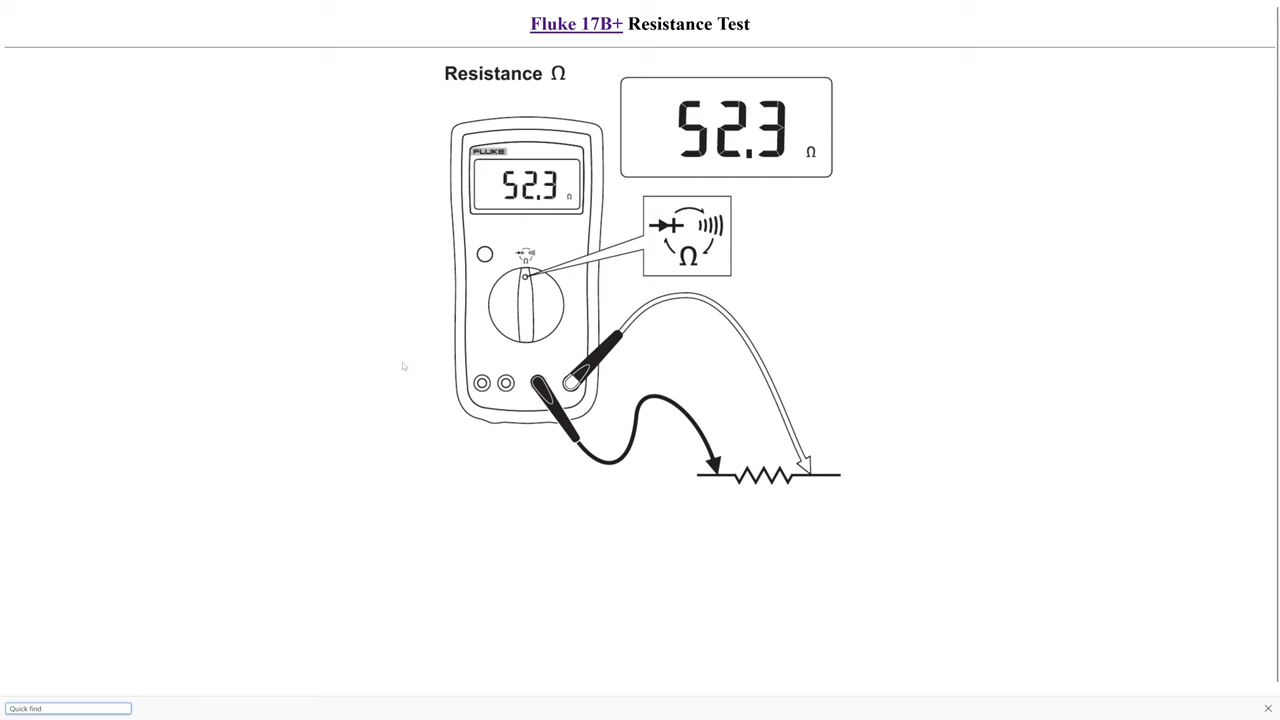 Fluke 17B+ Resistance Test
Resistance Ω
52.3 Ω
FLUKE
52.3 Ω
Ω
Ω
Quick find